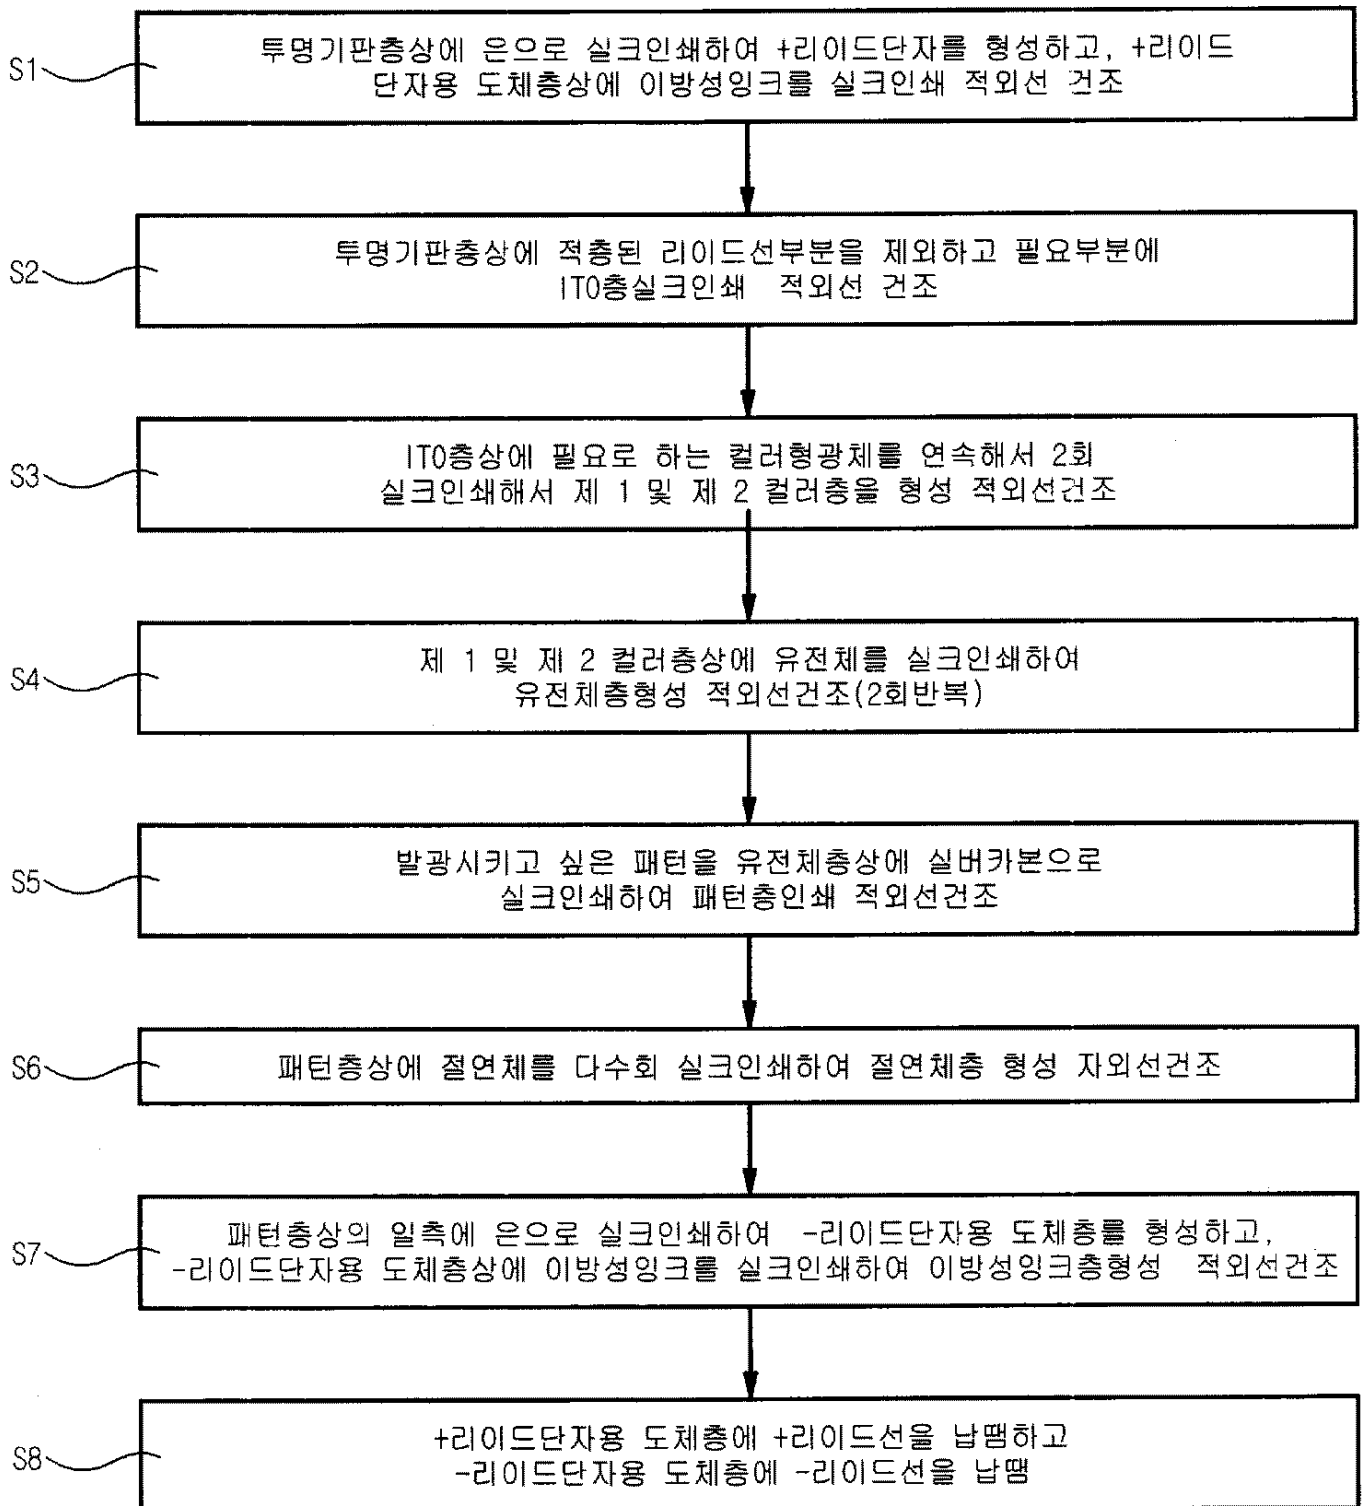 S1
투명기판층상에 은으로 실크인쇄하여 +리이드단자를 형성하고, +리이드
단자용 도체층상에 이방성잉크를 실크인쇄 적외선 건조
S2
투명기판층상에 적층된 리이드선부분을 제외하고 필요부분에
ITO층실크인쇄 적외선 건조
S3
ITO층상에 필요로 하는 컬러형광체를 연속해서 2회
실크인쇄해서 제 1 및 제 2 컬러층을 형성 적외선건조
S4
제 1 및 제 2 컬러층상에 유전체를 실크인쇄하여
유전체층형성 적외선건조(2회반복)
S5
발광시키고 싶은 패턴을 유전체층상에 실버카본으로
실크인쇄하여 패턴층인쇄 적외선건조
S6
패턴층상에 절연체를 다수회 실크인쇄하여 절연체층 형성 자외선건조
S7
패턴층상의 일측에 은으로 실크인쇄하여 -리이드단자용 도체층를 형성하고,
-리이드단자용 도체층상에 이방성잉크를 실크인쇄하여 이방성잉크층형성 적외선건조
S8
+리이드단자용 도체층에 +리이드선을 납땜하고
-리이드단자용 도체층에 -리이드선을 납땜